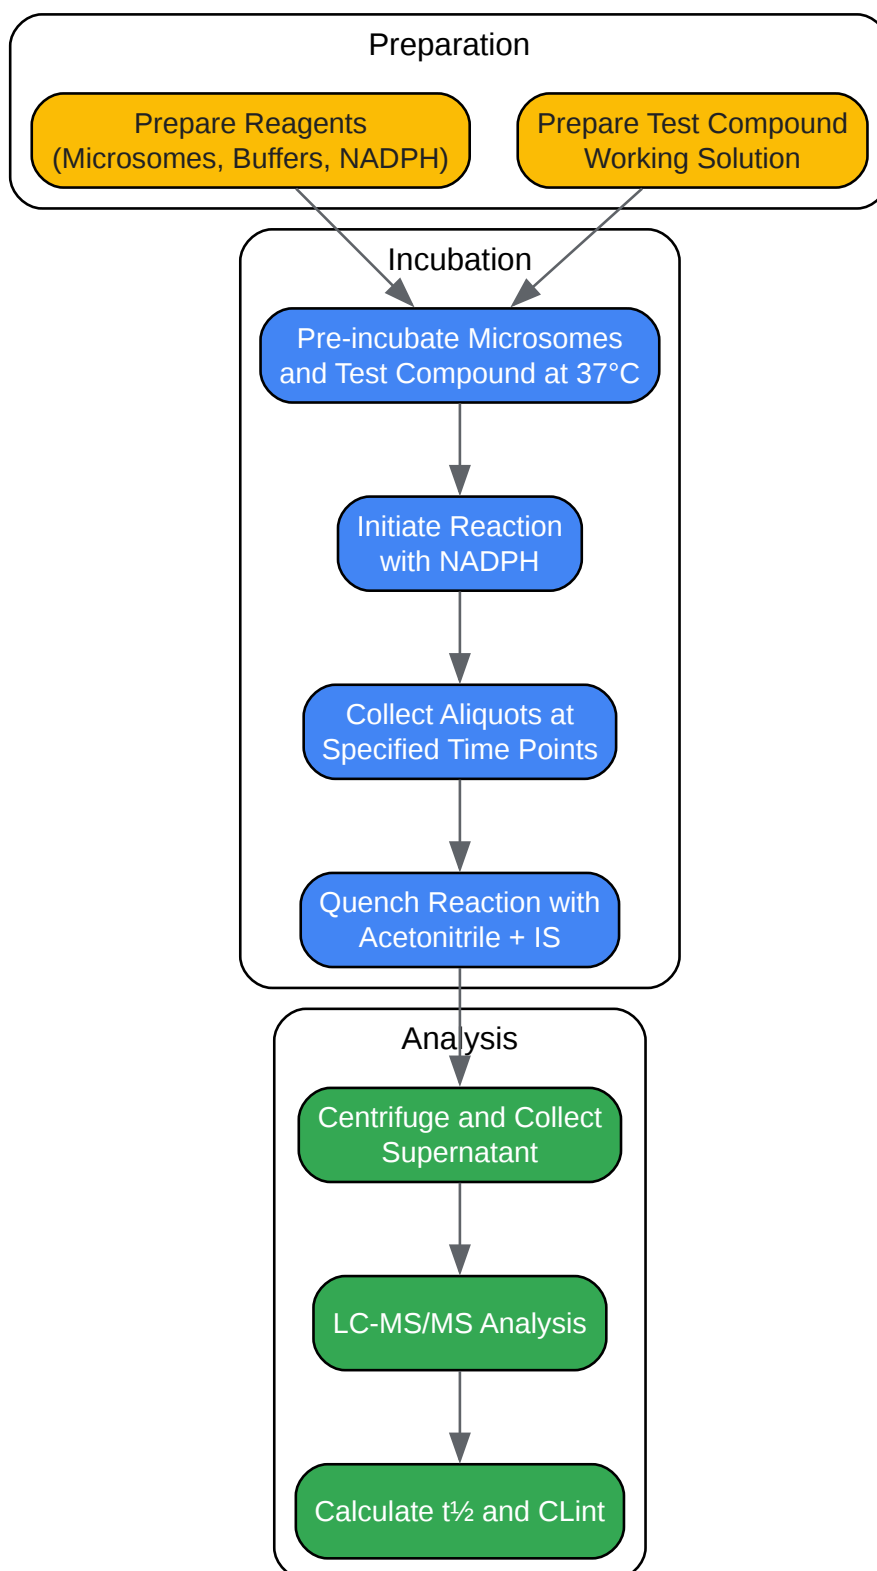 Preparation
Prepare Reagents
(Microsomes, Buffers, NADPH)
Prepare Test Compound
Working Solution
Incubation
Pre-incubate Microsomes
and Test Compound at 37°C
Initiate Reaction
with NADPH
Collect Aliquots at
Specified Time Points
Quench Reaction with
Acetonitrile + IS
Analysis
Centrifuge and Collect
Supernatant
LC-MS/MS Analysis
Calculate t½ and CLint